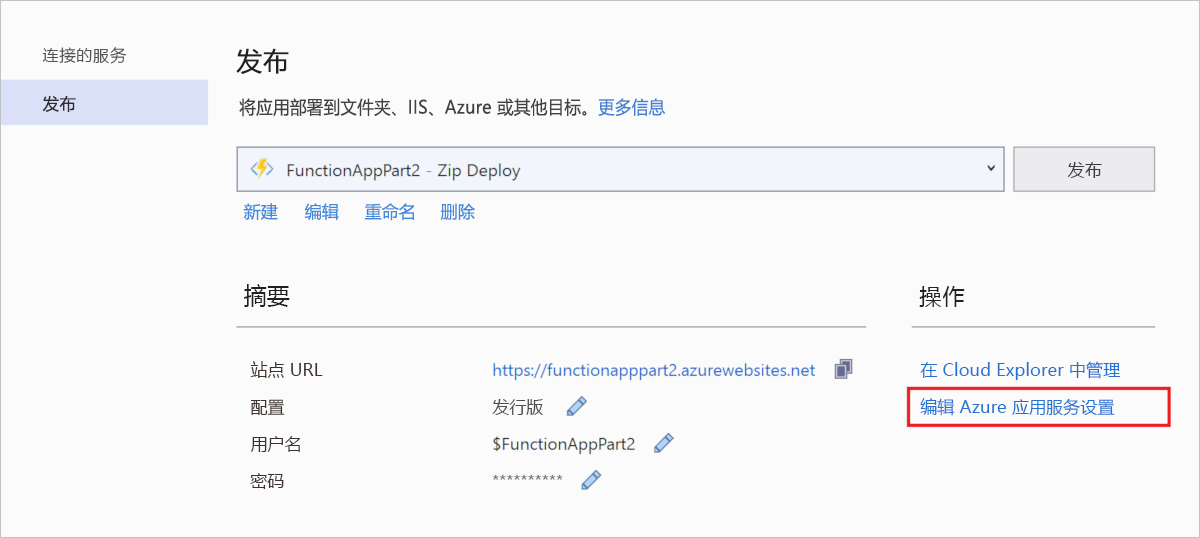 连接的服务
发布
发布
将应用部署到文件夹、IIS、Azure 或其他目标。更多信息
FunctionAppPart2 - Zip Deploy
发布
新建 编辑 重命名 删除
摘要
站点 URL https://functionapppart2.azurewebsites.net
配置 发行版
用户名 $FunctionAppPart2
密码 **********
操作
在 Cloud Explorer 中管理
编辑 Azure 应用服务设置